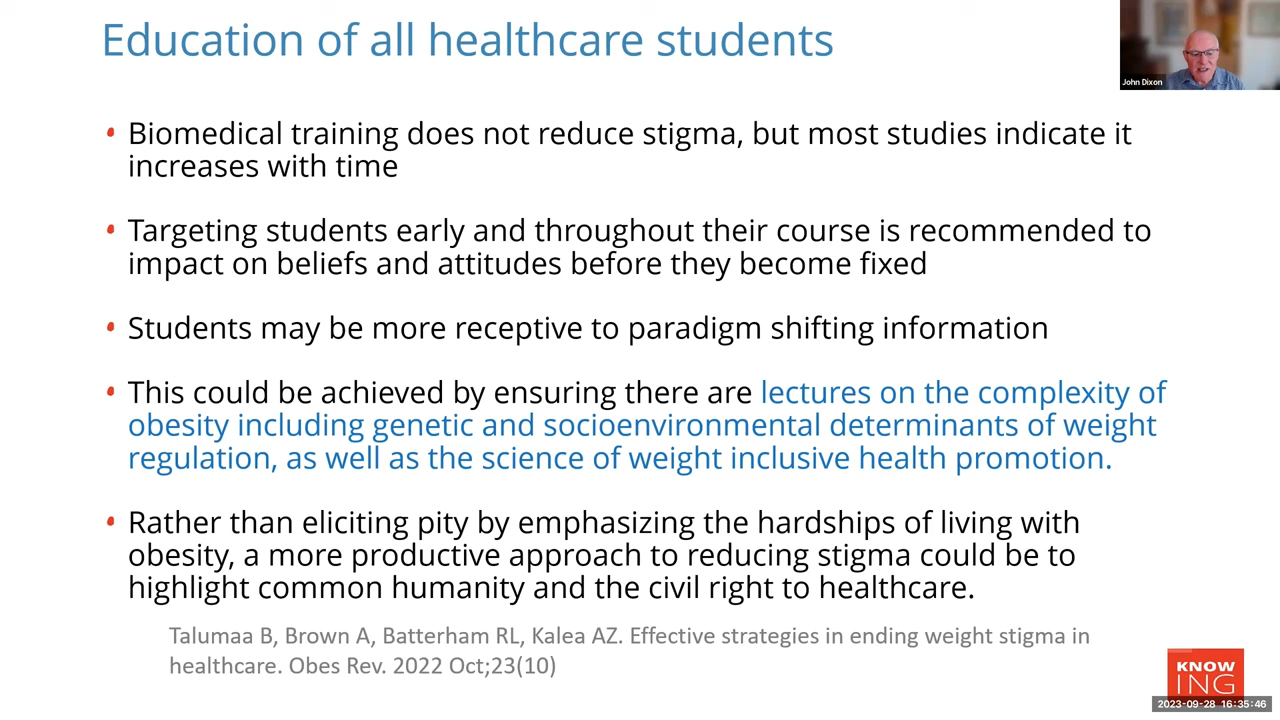 Education of all healthcare students
John Dixon
• Biomedical training does not reduce stigma, but most studies indicate it
increases with time
• Targeting students early and throughout their course is recommended to
impact on beliefs and attitudes before they become fixed
• Students may be more receptive to paradigm shifting information
• This could be achieved by ensuring there are lectures on the complexity of
obesity including genetic and socioenvironmental determinants of weight
regulation, as well as the science of weight inclusive health promotion.
• Rather than eliciting pity by emphasizing the hardships of living with
obesity, a more productive approach to reducing stigma could be to
highlight common humanity and the civil right to healthcare.
Talumaa B, Brown A, Batterham RL, Kalea AZ. Effective strategies in ending weight stigma in
healthcare. Obes Rev. 2022 Oct;23(10)
KNOW
ING
2023-09-28 16:35:46